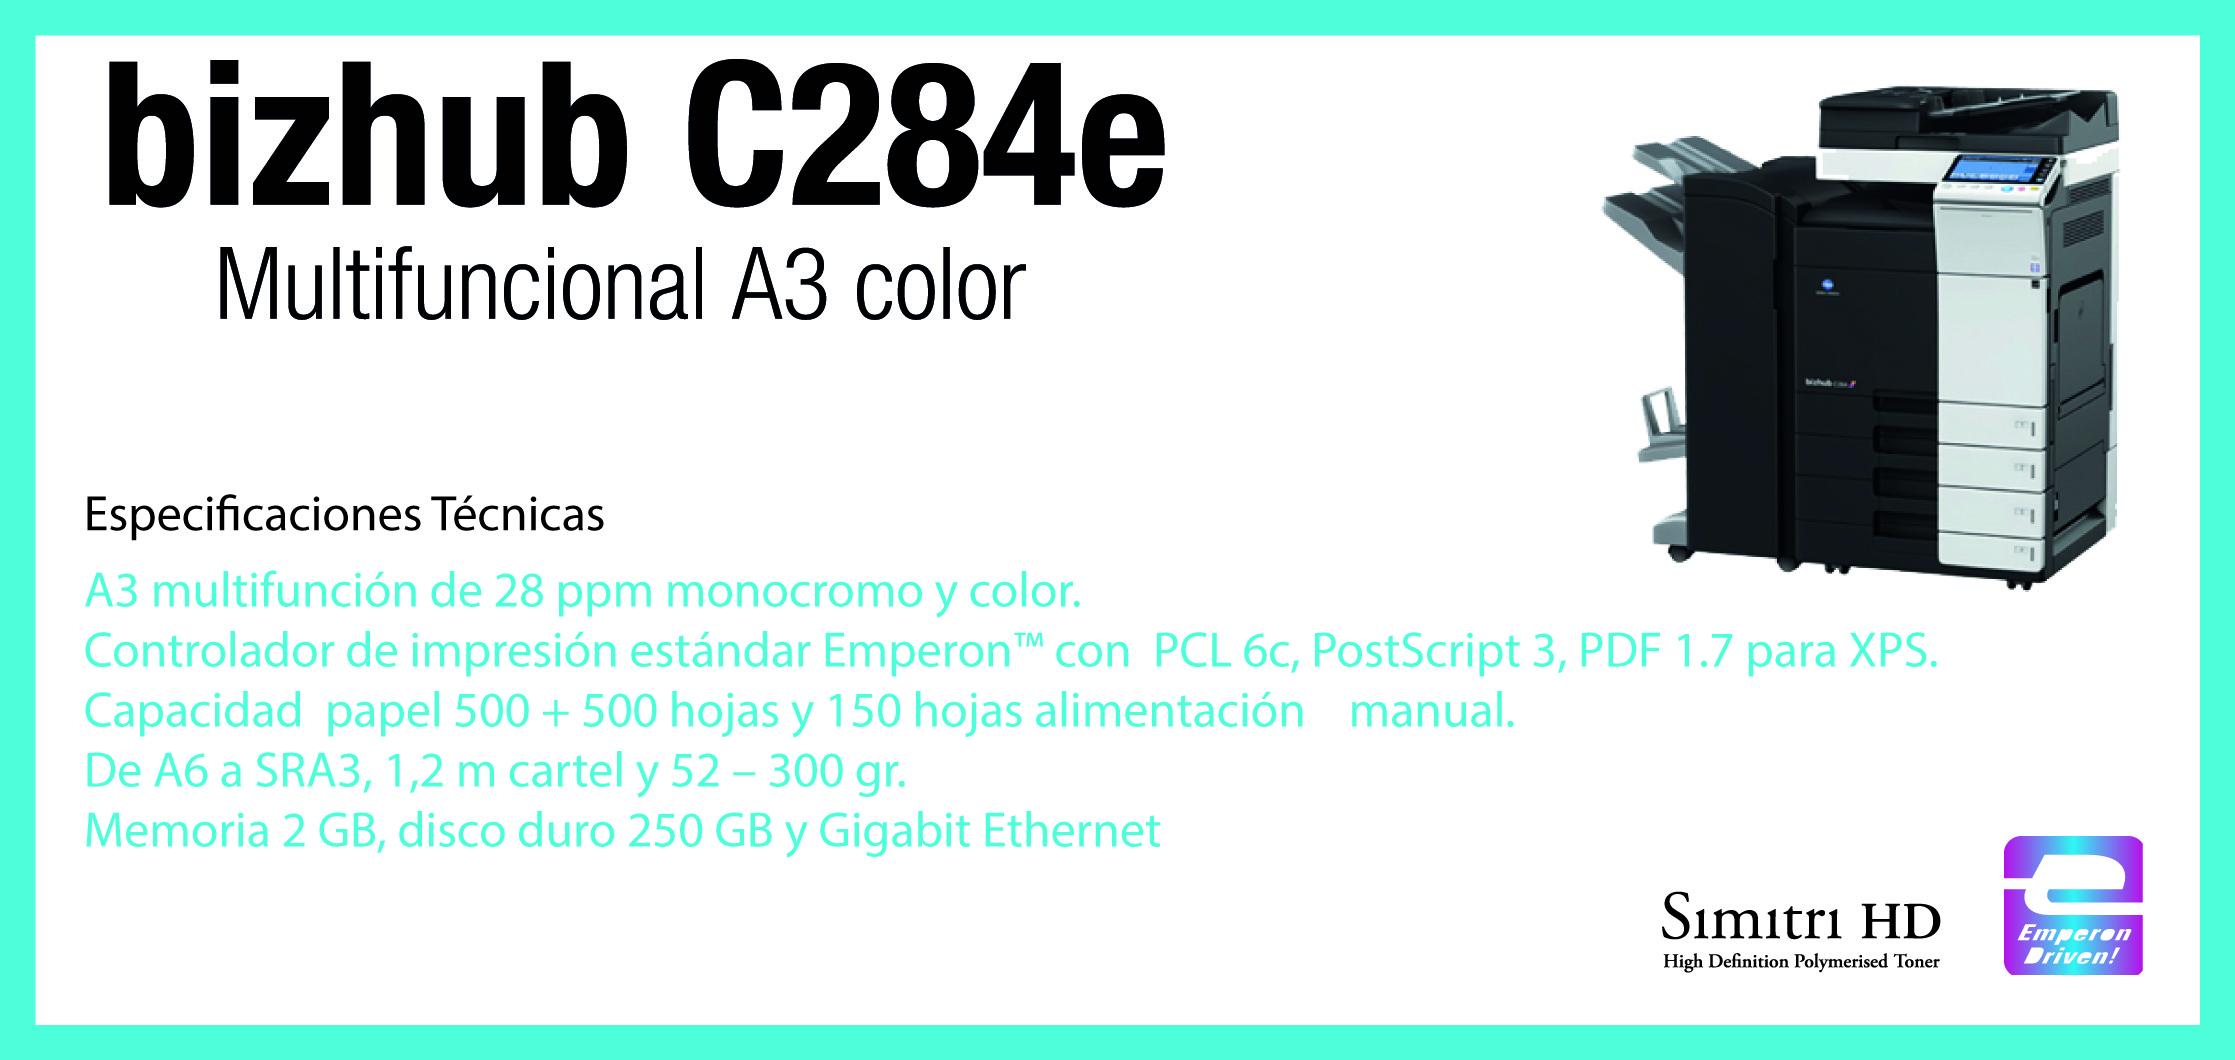 bizhub C284e
Multifuncional A3 color
Especificaciones Técnicas
A3 multifunción de 28 ppm monocromo y color.
Controlador de impresión estándar Emperon™ con PCL 6c, PostScript 3, PDF 1.7 para XPS.
Capacidad papel 500 + 500 hojas y 150 hojas alimentación manual.
De A6 a SRA3, 1,2 m cartel y 52 – 300 gr.
Memoria 2 GB, disco duro 250 GB y Gigabit Ethernet
bizhub
Simitri HD
High Definition Polymerised Toner
Emperon
Driven!